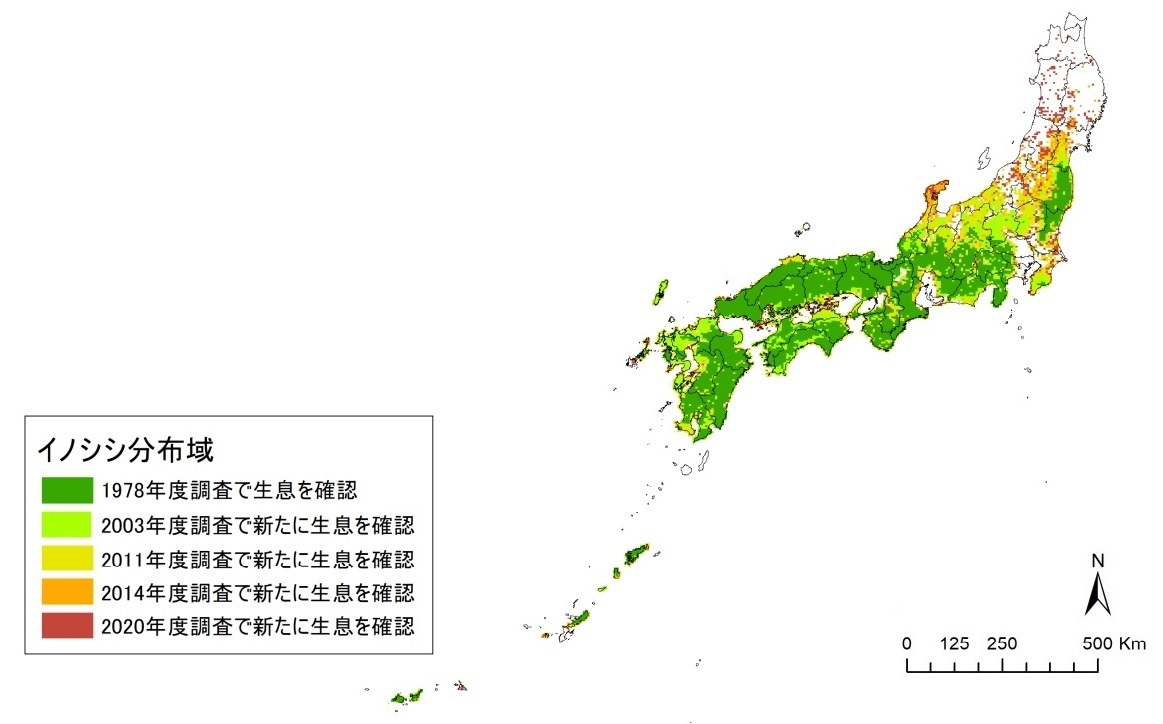 イノシシ分布域
1978年度調査で生息を確認
2003年度調査で新たに生息を確認
2011年度調査で新たに生息を確認
2014年度調査で新たに生息を確認
2020年度調査で新たに生息を確認
N
0 125 250 500 Km